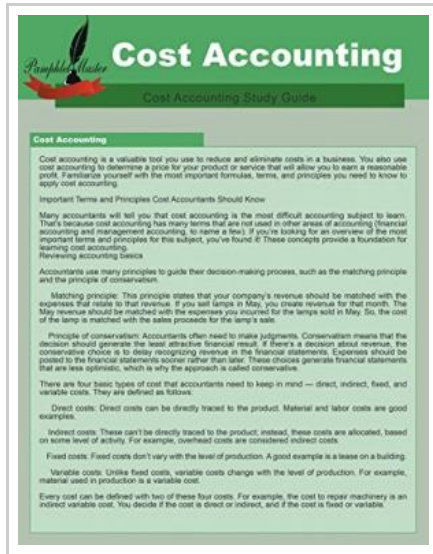 Pamphlet Master
Cost Accounting
Cost Accounting Study Guide
Cost Accounting
Cost accounting is a valuable tool you use to reduce and eliminate costs in a business. You also use
cost accounting to determine a price for your product or service that will allow you to earn a reasonable
profit. Familiarize yourself with the most important formulas, terms, and principles you need to know to
apply cost accounting.
Important Terms and Principles Cost Accountants Should Know
Many accountants will tell you that cost accounting is the most difficult accounting subject to learn.
That's because cost accounting has many terms that are not used in other areas of accounting (financial
accounting and management accounting, to name a few). If you're looking for an overview of the most
important terms and principles for this subject, you've found it! These concepts provide a foundation for
learning cost accounting.
Reviewing accounting basics
Accountants use many principles to guide their decision-making process, such as the matching principle
and the principle of conservatism.
Matching principle: This principle states that your company's revenue should be matched with the
expenses that relate to that revenue. If you sell lamps in May, you create revenue for that month. The
May revenue should be matched with the expenses you incurred for the lamps sold in May. So, the cost
of the lamp is matched with the sales proceeds for the lamp's sale.
Principle of conservatism: Accountants often need to make judgments. Conservatism means that the
decision should generate the least attractive financial result. If there's a decision about revenue, the
conservative choice is to delay recognizing revenue in the financial statements. Expenses should be
posted to the financial statements sooner rather than later. These choices generate financial statements
that are less optimistic, which is why the approach is called conservative.
There are four basic types of cost that accountants need to keep in mind — direct, indirect, fixed, and
variable costs. They are defined as follows:
Direct costs: Direct costs can be directly traced to the product. Material and labor costs are good
examples.
Indirect costs: These can't be directly traced to the product; instead, these costs are allocated, based
on some level of activity. For example, overhead costs are considered indirect costs.
Fixed costs: Fixed costs don't vary with the level of production. A good example is a lease on a building.
Variable costs: Unlike fixed costs, variable costs change with the level of production. For example,
material used in production is a variable cost.
Every cost can be defined with two of these four costs. For example, the cost to repair machinery is an
indirect variable cost. You decide if the cost is direct or indirect, and if the cost is fixed or variable.